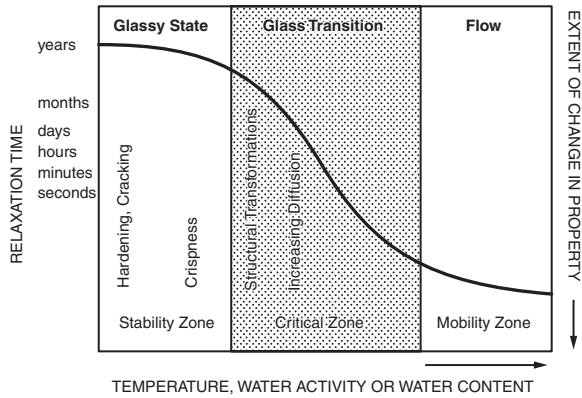 Glassy State
Glass Transition
Flow
years
months
days
hours
minutes
seconds
RELAXATION TIME
Hardening, Cracking
Crispness
Structural Transformations
Increasing Diffusion
Stability Zone
Critical Zone
Mobility Zone
EXTENT OF CHANGE IN PROPERTY
TEMPERATURE, WATER ACTIVITY OR WATER CONTENT